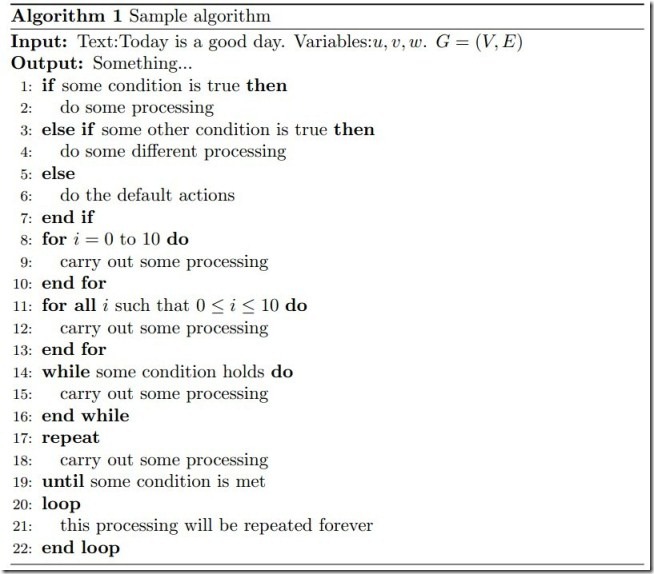 Algorithm 1 Sample algorithm
Input: Text:Today is a good day. Variables:u, v, w. G = (V, E)
Output: Something...
1: if some condition is true then
2: do some processing
3: else if some other condition is true then
4: do some different processing
5: else
6: do the default actions
7: end if
8: for i = 0 to 10 do
9: carry out some processing
10: end for
11: for all i such that 0 ≤ i ≤ 10 do
12: carry out some processing
13: end for
14: while some condition holds do
15: carry out some processing
16: end while
17: repeat
18: carry out some processing
19: until some condition is met
20: loop
21: this processing will be repeated forever
22: end loop